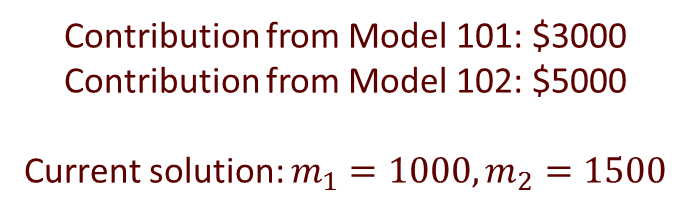 Contribution from Model 101: $3000
Contribution from Model 102: $5000
Current solution: m₁ = 1000, m₂ = 1500